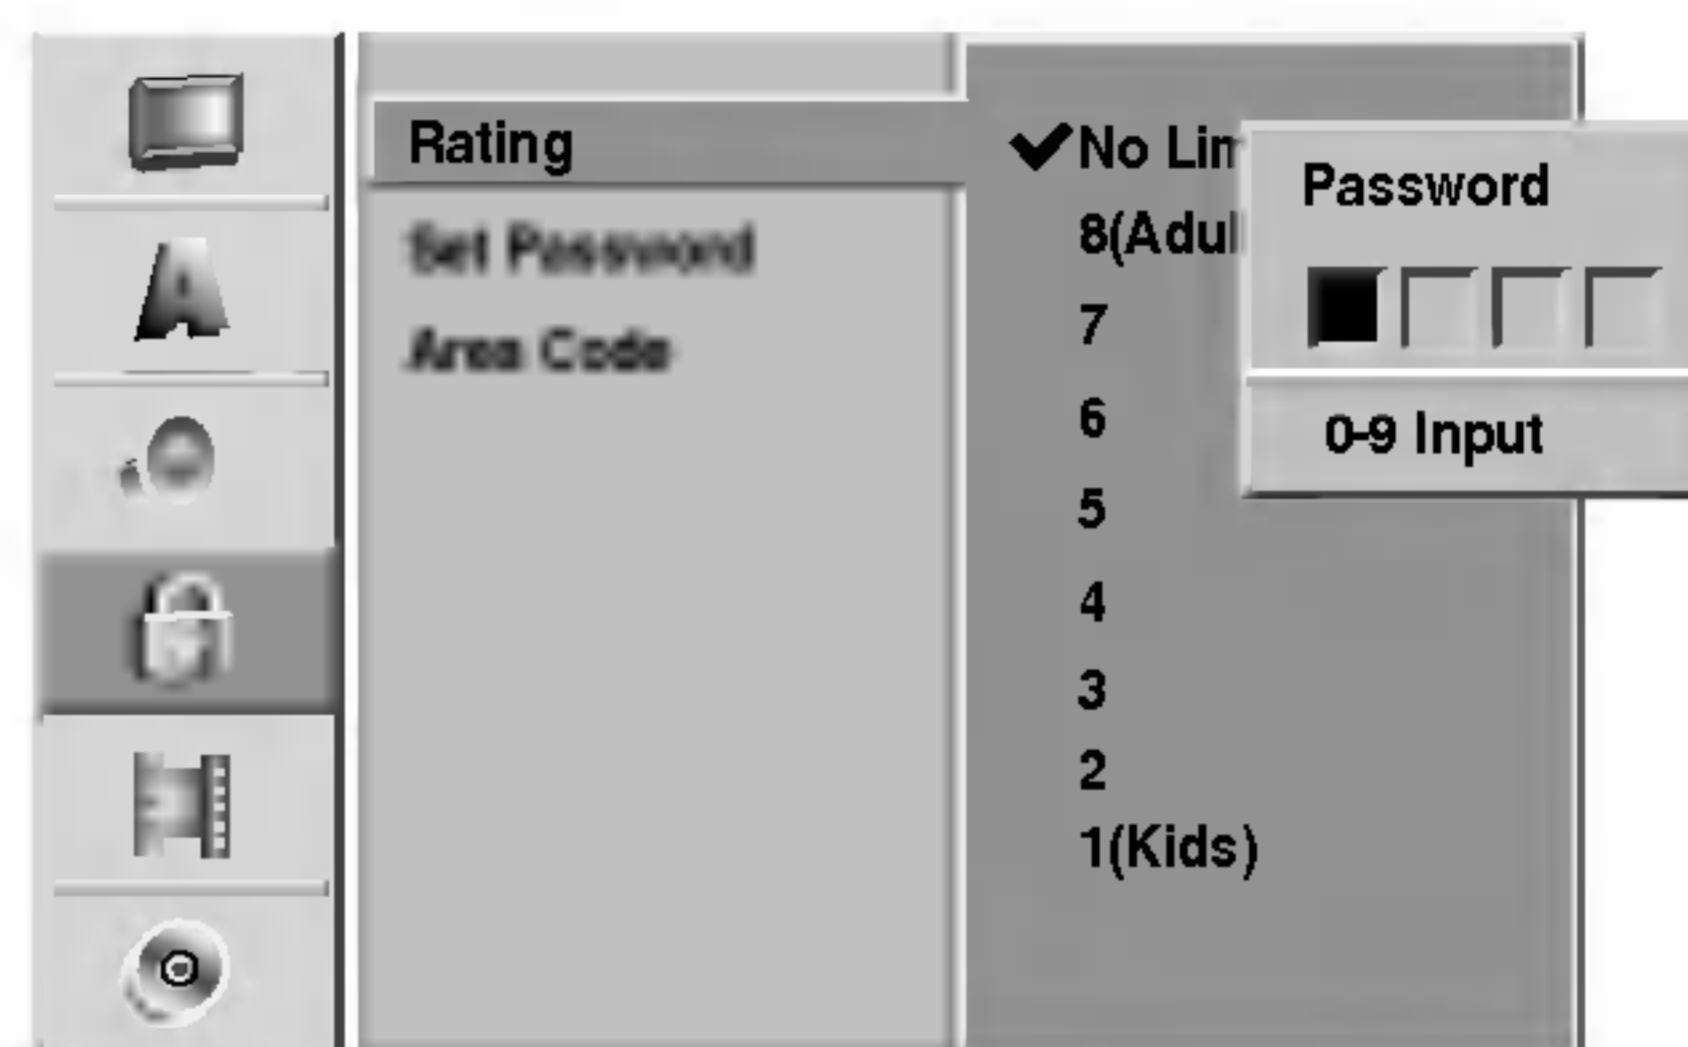 Rating
Set Password
Area Code
No Lim
8(Adul
7
6
5
4
3
2
1(Kids)
Password
0-9 Input